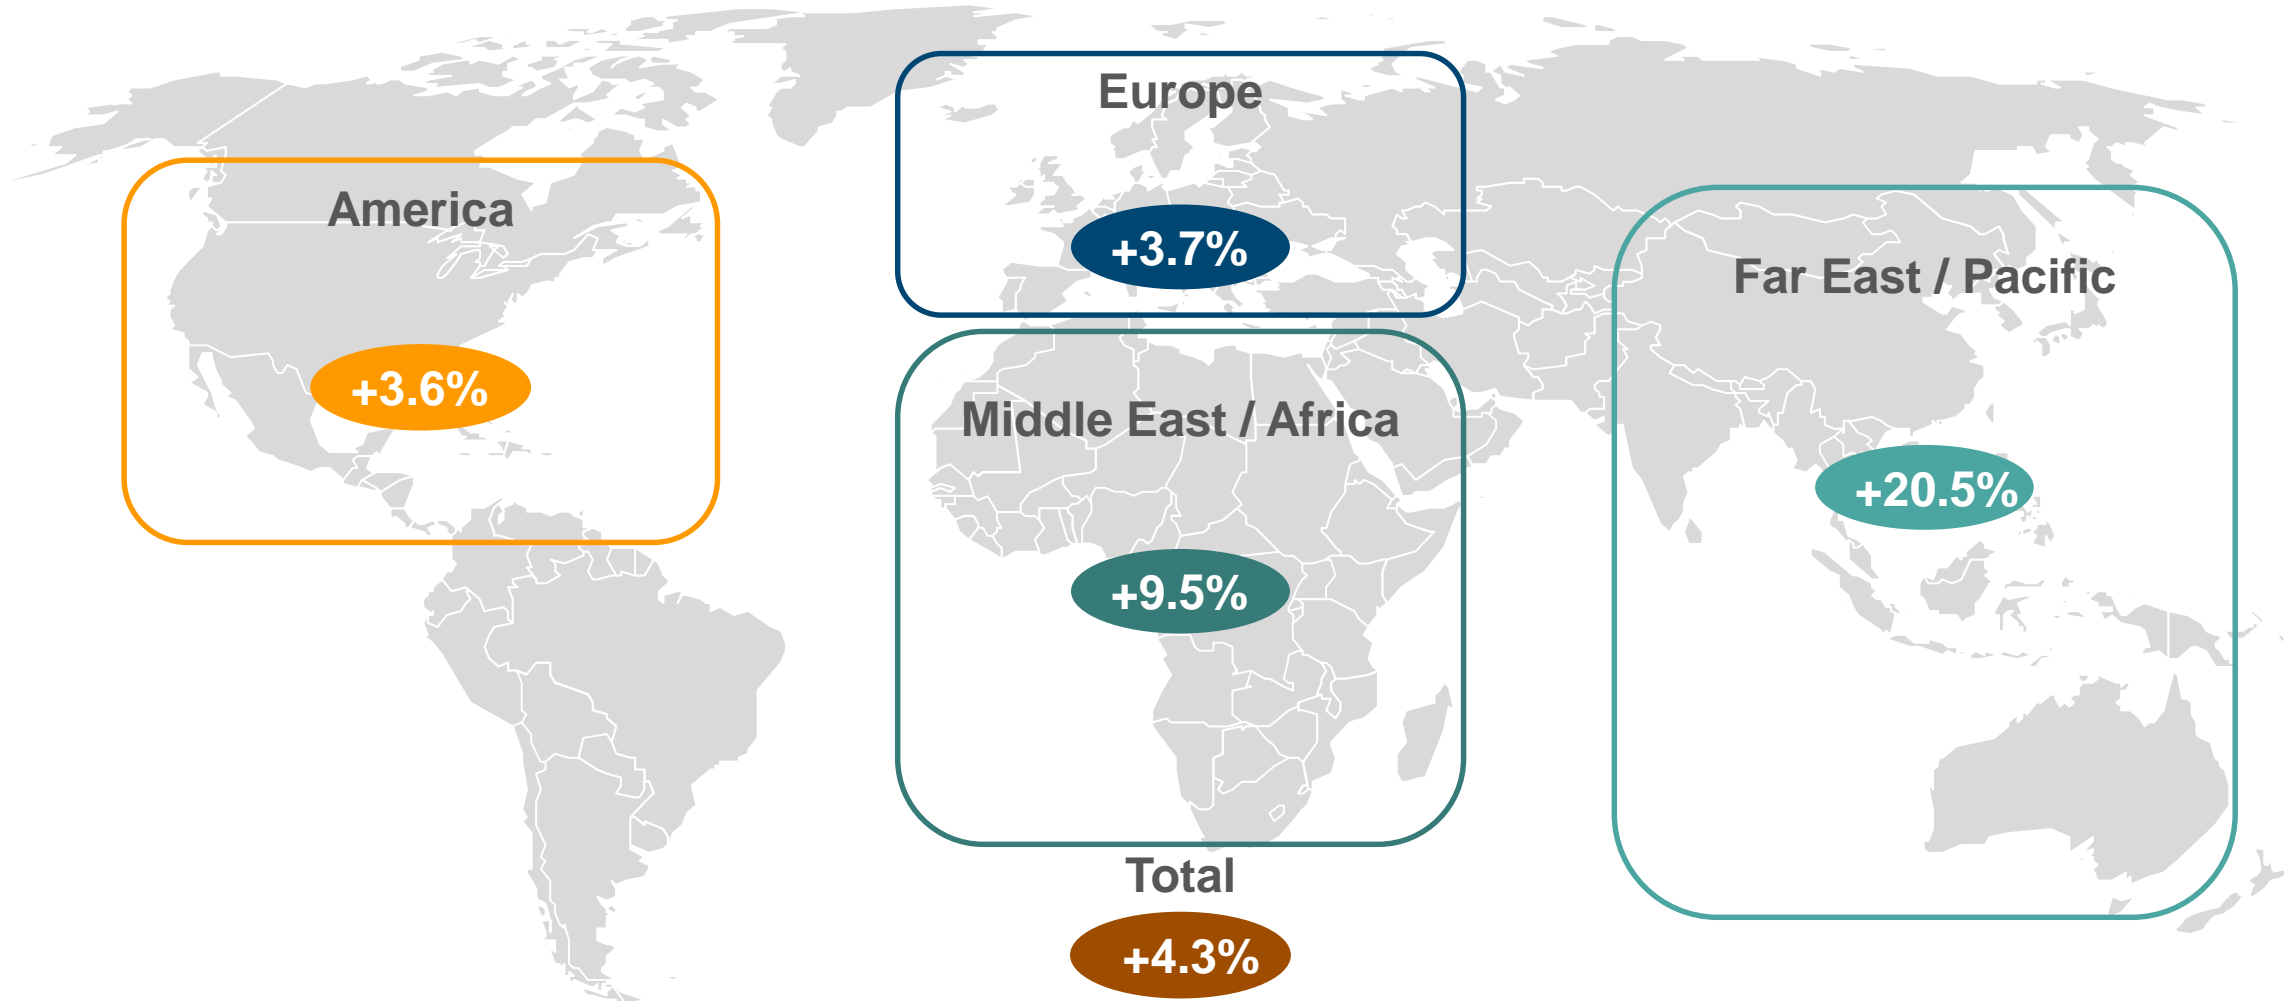 Europe
+3.7%
America
+3.6%
Far East / Pacific
+20.5%
Middle East / Africa
+9.5%
Total
+4.3%